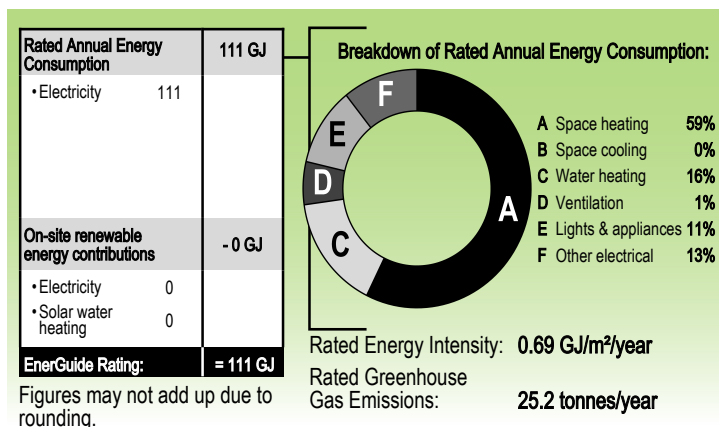 Rated Annual Energy
Consumption
111 GJ
• Electricity 111
On-site renewable
energy contributions
- 0 GJ
• Electricity 0
• Solar water
heating 0
EnerGuide Rating: = 111 GJ
Figures may not add up due to
rounding.
Breakdown of Rated Annual Energy Consumption:
F
E
D
C
A
A Space heating 59%
B Space cooling 0%
C Water heating 16%
D Ventilation 1%
E Lights & appliances 11%
F Other electrical 13%
Rated Energy Intensity: 0.69 GJ/m²/year
Rated Greenhouse
Gas Emissions: 25.2 tonnes/year